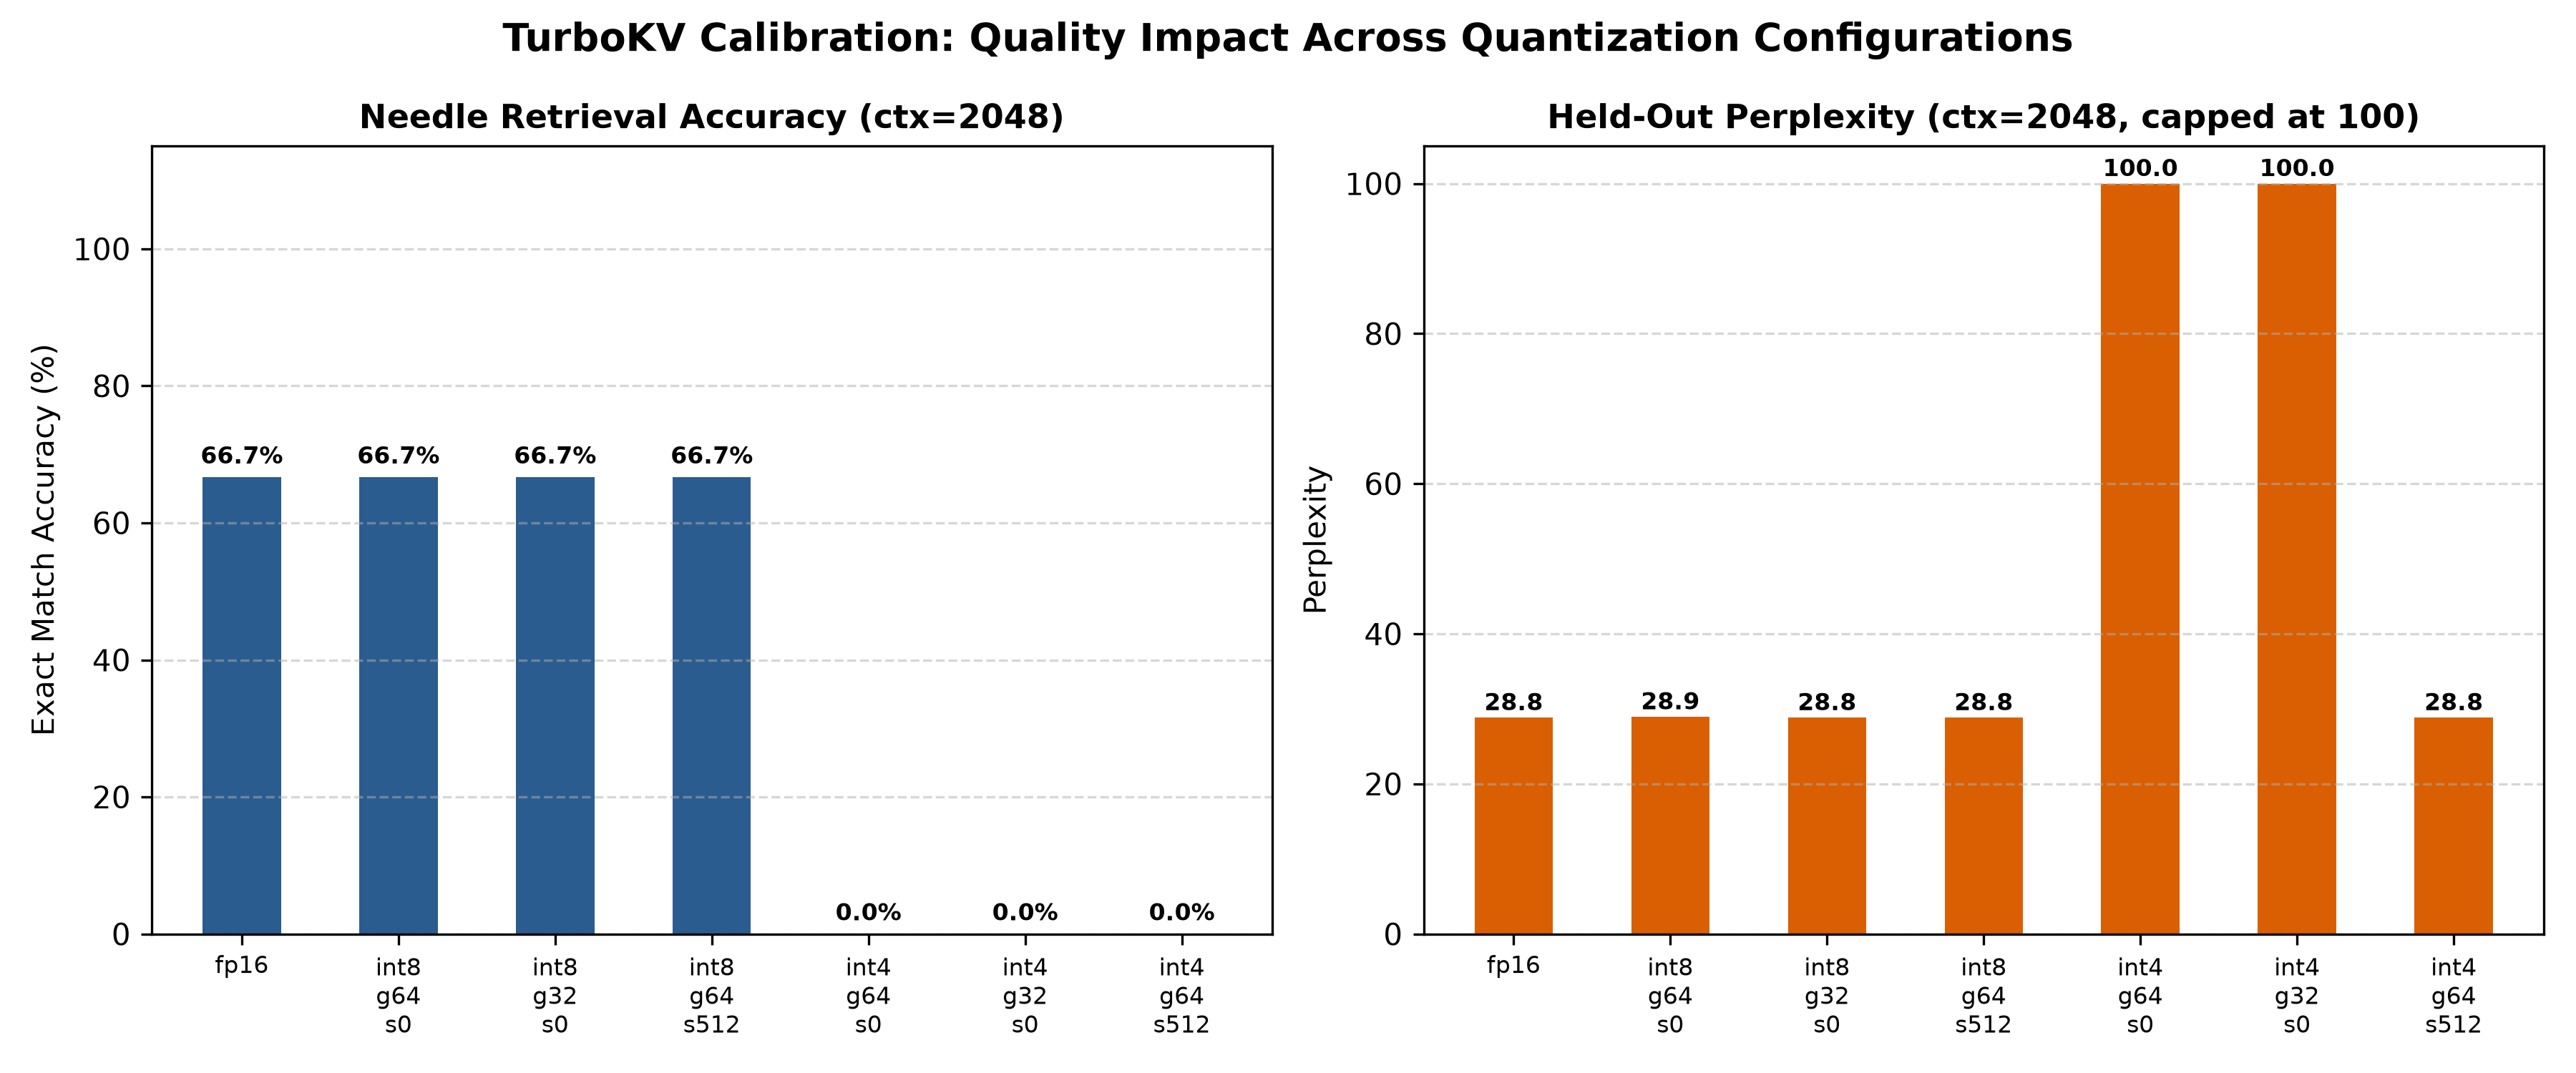 TurboKV Calibration: Quality Impact Across Quantization Configurations
Needle Retrieval Accuracy (ctx=2048)
Exact Match Accuracy (%)
100
80
60
40
20
0
66.7%
66.7%
66.7%
66.7%
0.0%
0.0%
0.0%
fp16
int8
g64
s0
int8
g32
s0
int8
g64
s512
int4
g64
s0
int4
g32
s0
int4
g64
s512
Held-Out Perplexity (ctx=2048, capped at 100)
Perplexity
100
80
60
40
20
0
28.8
28.9
28.8
28.8
100.0
100.0
28.8
fp16
int8
g64
s0
int8
g32
s0
int8
g64
s512
int4
g64
s0
int4
g32
s0
int4
g64
s512